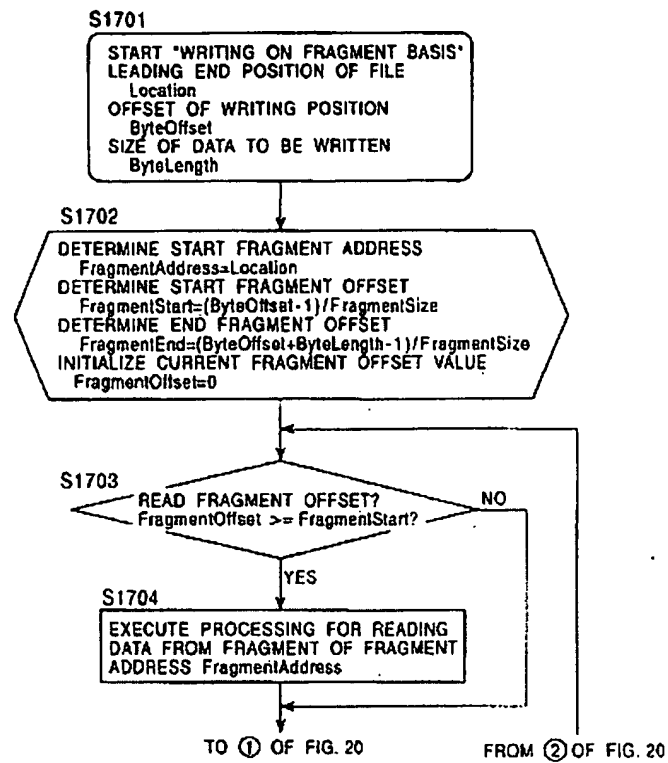 S1701
START "WRITING ON FRAGMENT BASIS"
LEADING END POSITION OF FILE
Location
OFFSET OF WRITING POSITION
ByteOffset
SIZE OF DATA TO BE WRITTEN
ByteLength
S1702
DETERMINE START FRAGMENT ADDRESS
FragmentAddress=Location
DETERMINE START FRAGMENT OFFSET
FragmentStart=(ByteOffset-1)/FragmentSize
DETERMINE END FRAGMENT OFFSET
FragmentEnd=(ByteOffset+ByteLength-1)/FragmentSize
INITIALIZE CURRENT FRAGMENT OFFSET VALUE
FragmentOffset=0
S1703
READ FRAGMENT OFFSET?
FragmentOffset >= FragmentStart?
NO
YES
S1704
EXECUTE PROCESSING FOR READING
DATA FROM FRAGMENT OF FRAGMENT
ADDRESS FragmentAddress
TO ① OF FIG. 20
FROM ② OF FIG. 20